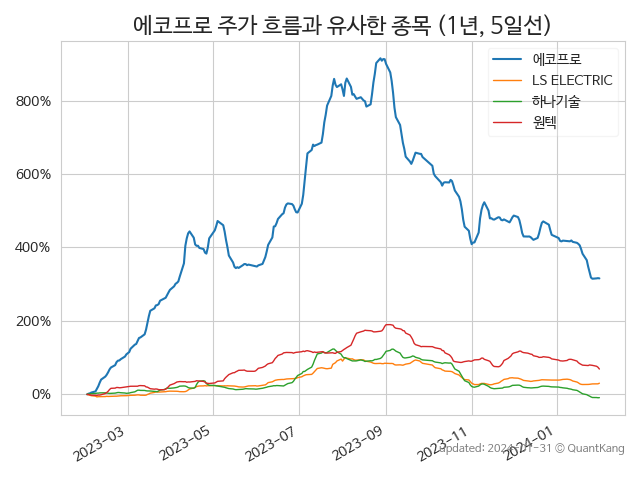 에코프로 주가 흐름과 유사한 종목 (1년, 5일선)
에코프로
LS ELECTRIC
하나기술
원텍
800%
600%
400%
200%
0%
2023-03
2023-05
2023-07
2023-09
2023-11
2024-01
updated: 2024-01-31 © QuantKang